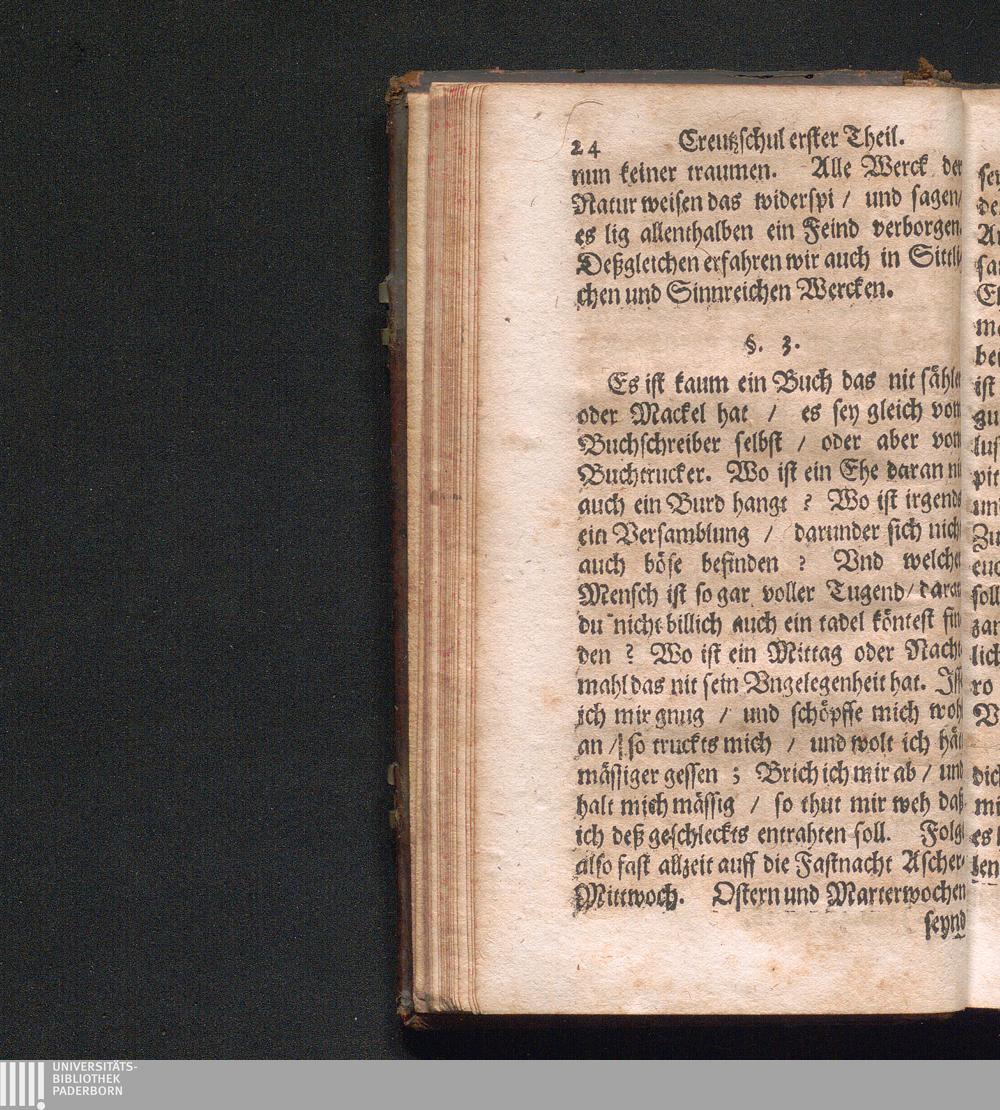 24 Creutzschul erster Theil.
nun keiner traumen. Alle Werck der
Natur weisen das widerspi / und sagen/
es lig allenthalben ein Feind verborgen.
Deßgleichen erfahren wir auch in Sittli-
chen und Sinnreichen Wercken.
§. 3.
Es ist kaum ein Buch das nit fähler
oder Mackel hat / es sey gleich vom
Buchschreiber selbst / oder aber vom
Buchtrucker. Wo ist ein Ehe daran nit
auch ein Burd hangt ? Wo ist irgends
ein Versamblung / darunder sich nicht
auch böse befinden ? Vnd welcher
Mensch ist so gar voller Tugend/ daran
du nicht billich auch ein tadel köntest fin-
den ? Wo ist ein Mittag oder Nacht-
mahl das nit sein Vngelegenheit hat. Iss
ich mir gnug / und schöpffe mich wohl
an / so truckts mich / und wolt ich hätt
mässiger gessen ; Brich ich mir ab / und
halt mich mässig / so thut mir weh daß
ich deß geschleckts entrahten soll. Folgt
also fast allzeit auff die Fastnacht Ascher-
Mittwoch. Ostern und Marterwochen
seynd
UNIVERSITÄTS-
BIBLIOTHEK
PADERBORN